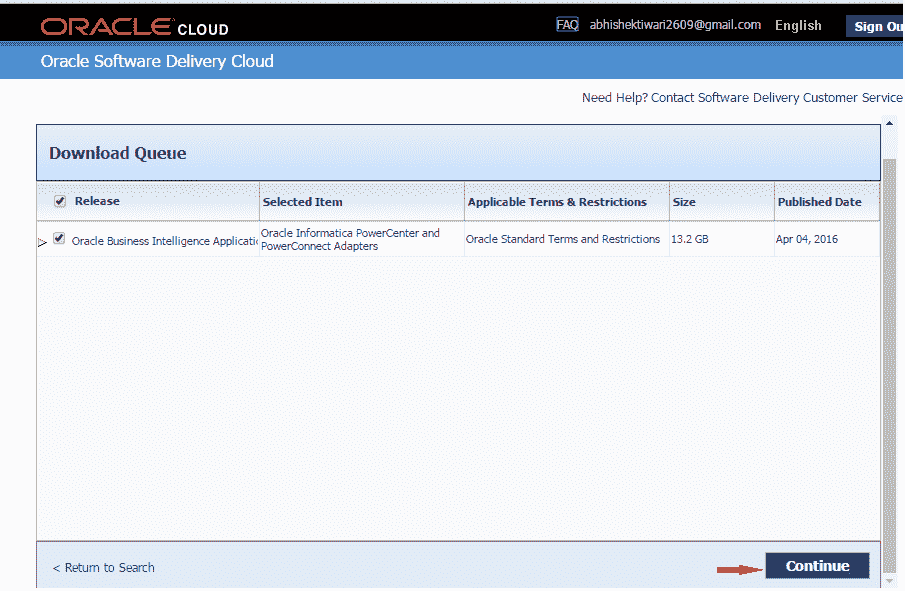 ORACLE CLOUD FAQ abhishektiwari2609@gmail.com English Sign Ou
Oracle Software Delivery Cloud
Need Help? Contact Software Delivery Customer Service
Download Queue
Release Selected Item Applicable Terms & Restrictions Size Published Date
Oracle Business Intelligence Applicatio Oracle Informatica PowerCenter and Oracle Standard Terms and Restrictions 13.2 GB Apr 04, 2016
PowerConnect Adapters
< Return to Search Continue